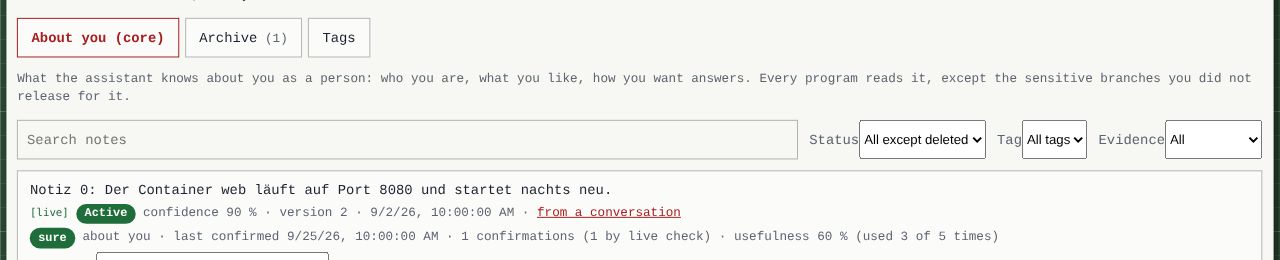 About you (core) Archive (1) Tags
What the assistant knows about you as a person: who you are, what you like, how you want answers. Every program reads it, except the sensitive branches you did not
release for it.
Search notes Status All except deleted Tag All tags Evidence All
Notiz 0: Der Container web läuft auf Port 8080 und startet nachts neu.
[live] Active confidence 90 % · version 2 · 9/2/26, 10:00:00 AM · from a conversation
sure about you · last confirmed 9/25/26, 10:00:00 AM · 1 confirmations (1 by live check) · usefulness 60 % (used 3 of 5 times)